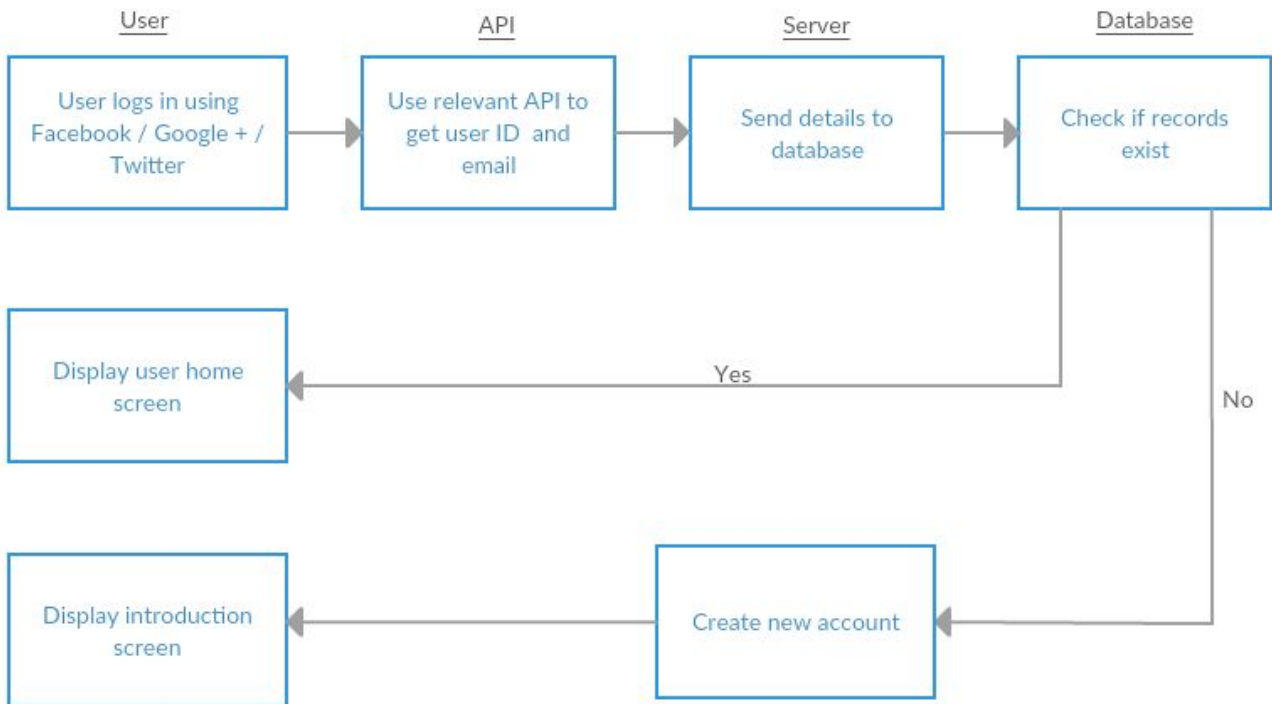 User
API
Server
Database
User logs in using
Facebook / Google + /
Twitter
Use relevant API to
get user ID and
email
Send details to
database
Check if records
exist
Display user home
screen
Yes
No
Display introduction
screen
Create new account